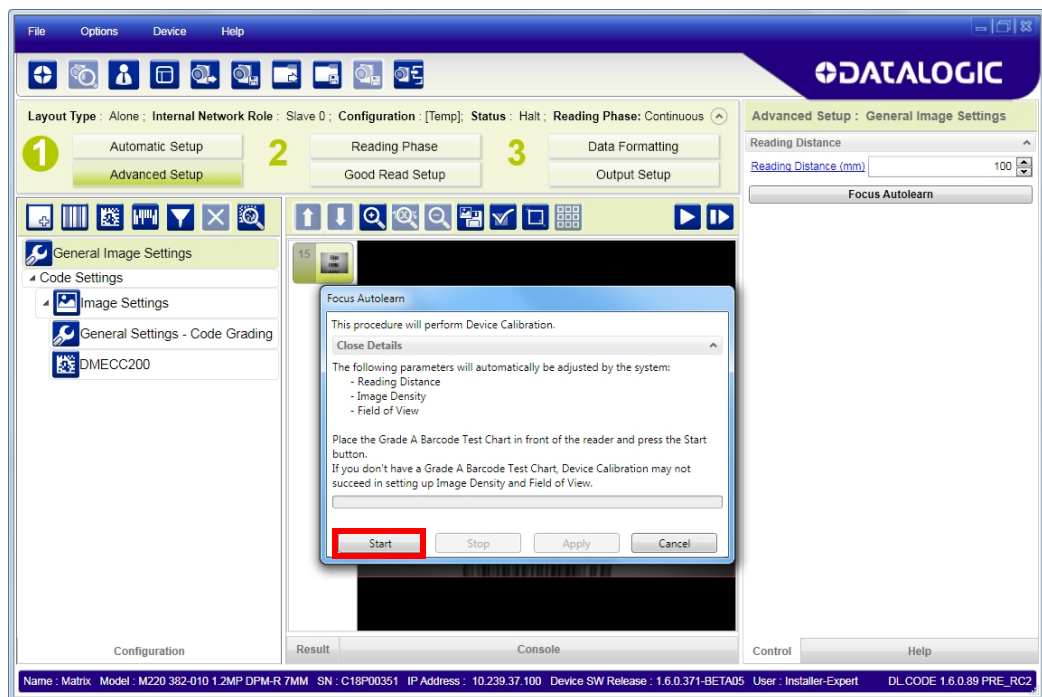 File Options Device Help
DATALOGIC
Layout Type : Alone ; Internal Network Role : Slave 0 ; Configuration : [Temp]; Status : Halt ; Reading Phase: Continuous
1
Automatic Setup
Advanced Setup
2
Reading Phase
Good Read Setup
3
Data Formatting
Output Setup
Advanced Setup : General Image Settings
Reading Distance
Reading Distance (mm) 100
Focus Autolearn
General Image Settings
Code Settings
Image Settings
General Settings - Code Grading
DMECC200
100%
15
Focus Autolearn
This procedure will perform Device Calibration.
Close Details
The following parameters will automatically be adjusted by the system:
- Reading Distance
- Image Density
- Field of View
Place the Grade A Barcode Test Chart in front of the reader and press the Start
button.
If you don't have a Grade A Barcode Test Chart, Device Calibration may not
succeed in setting up Image Density and Field of View.
Start Stop Apply Cancel
Configuration
Result Console
Control Help
Name : Matrix Model : M220 382-010 1.2MP DPM-R 7MM SN : C18P00351 IP Address : 10.239.37.100 Device SW Release : 1.6.0.371-BETA05 User : Installer-Expert DL.CODE 1.6.0.89 PRE_RC2